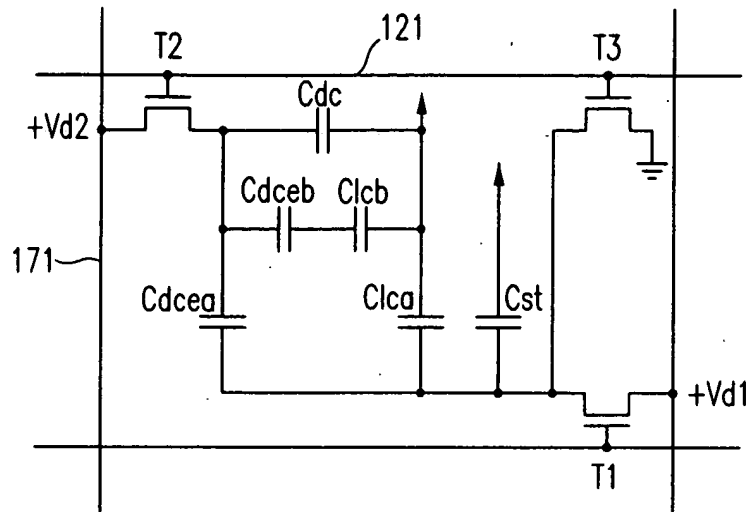 T2
121
T3
Cdc
+Vd2
Cdceb
Clcb
171
Cdcea
Clca
Cst
+Vd1
T1